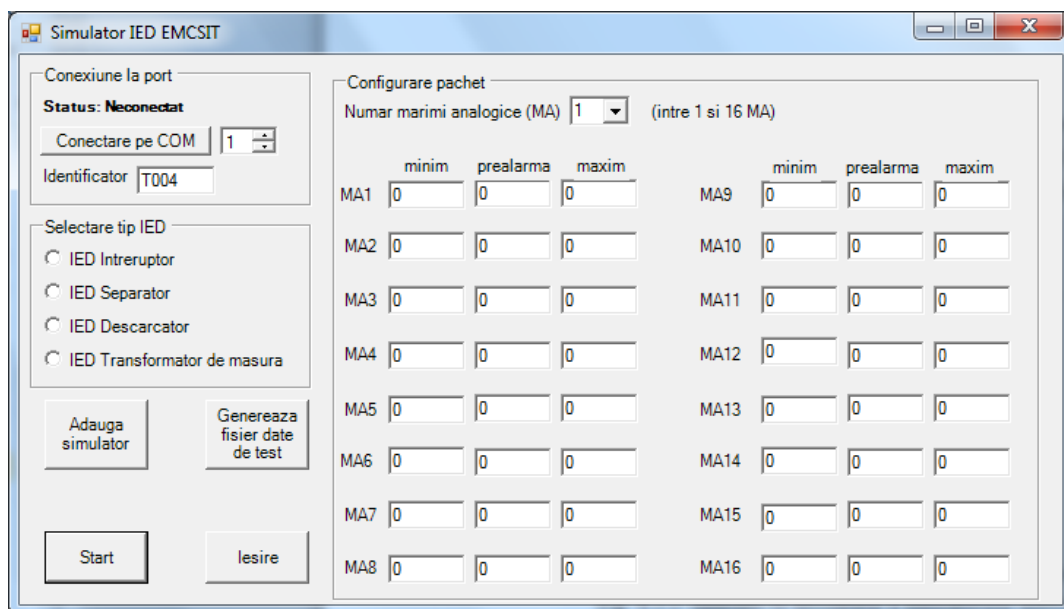 Simulator IED EMCSIT
Conexiune la port
Status: Neconectat
Conectare pe COM 1
Identificator T004
Selectare tip IED
IED Intreruptor
IED Separator
IED Descarcator
IED Transformator de masura
Adauga
simulator
Genereaza
fisier date
de test
Start
Iesire
Configurare pachet
Numar marimi analogice (MA) 1 (intre 1 si 16 MA)
minim prealarma maxim
MA1 0 0 0
MA2 0 0 0
MA3 0 0 0
MA4 0 0 0
MA5 0 0 0
MA6 0 0 0
MA7 0 0 0
MA8 0 0 0
minim prealarma maxim
MA9 0 0 0
MA10 0 0 0
MA11 0 0 0
MA12 0 0 0
MA13 0 0 0
MA14 0 0 0
MA15 0 0 0
MA16 0 0 0